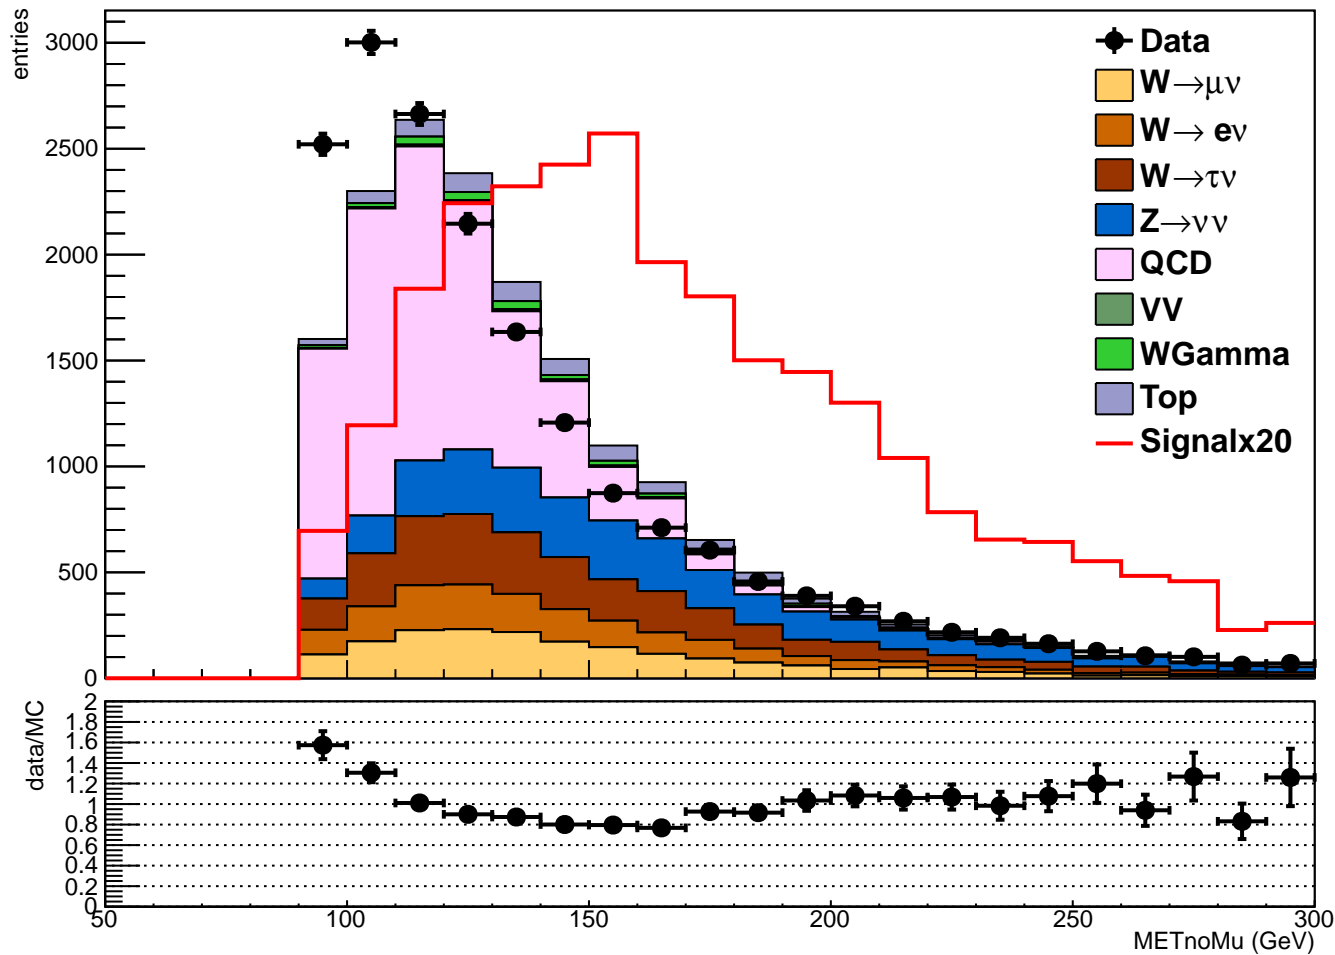 entries
3000
2500
2000
1500
1000
500
0
Data
W→μν
W→ eν
W→τν
Z→νν
QCD
VV
WGamma
Top
Signalx20
data/MC
2
1.8
1.6
1.4
1.2
1
0.8
0.6
0.4
0.2
0
50 100 150 200 250 300
METnoMu (GeV)